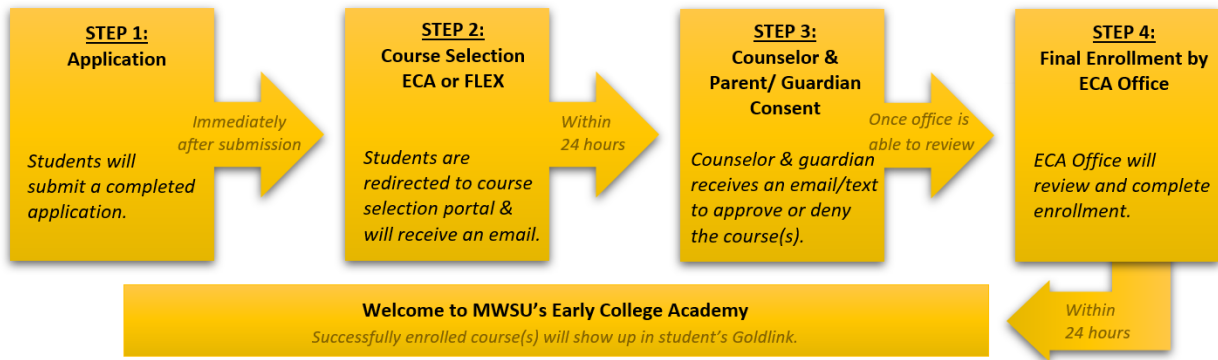 STEP 1:
Application
Students will
submit a completed
application.
Immediately
after submission
STEP 2:
Course Selection
ECA or FLEX
Students are
redirected to course
selection portal &
will receive an email.
Within
24 hours
STEP 3:
Counselor &
Parent/ Guardian
Consent
Counselor & guardian
receives an email/text
to approve or deny
the course(s).
Once office is
able to review
STEP 4:
Final Enrollment by
ECA Office
ECA Office will
review and complete
enrollment.
Within
24 hours
Welcome to MWSU's Early College Academy
Successfully enrolled course(s) will show up in student's Goldlink.